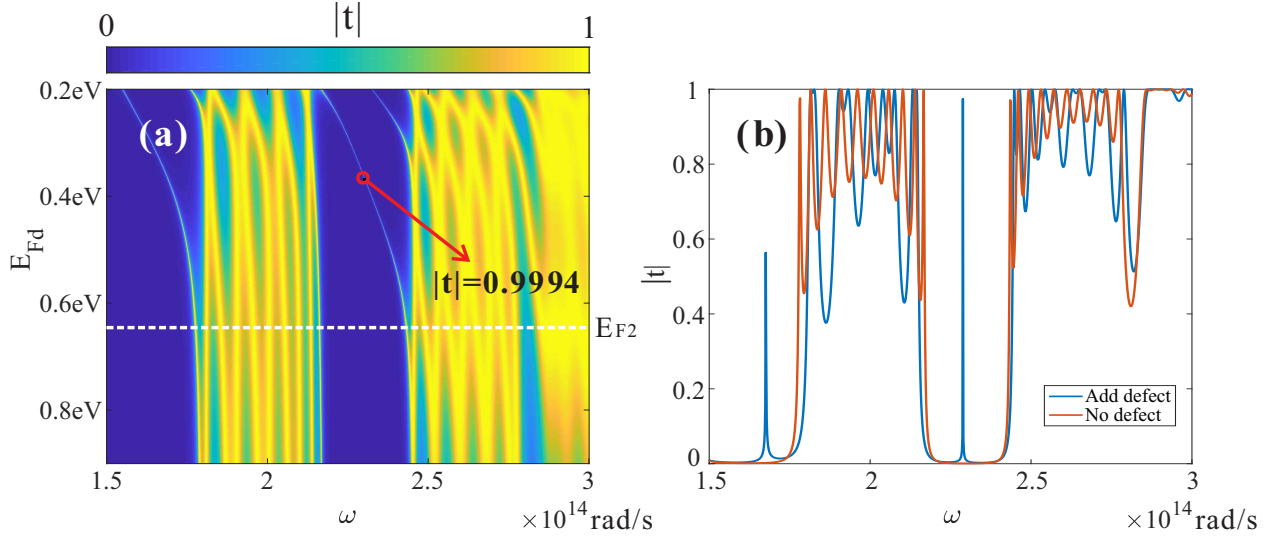 0 |t| 1
(a)
0.2eV
0.4eV
0.6eV
0.8eV
E_Fd
|t|=0.9994
E_F2
1.5 2 2.5 3
ω ×10^14 rad/s
(b)
1
0.8
0.6
0.4
0.2
0
|t|
Add defect
No defect
1.5 2 2.5 3
ω ×10^14 rad/s